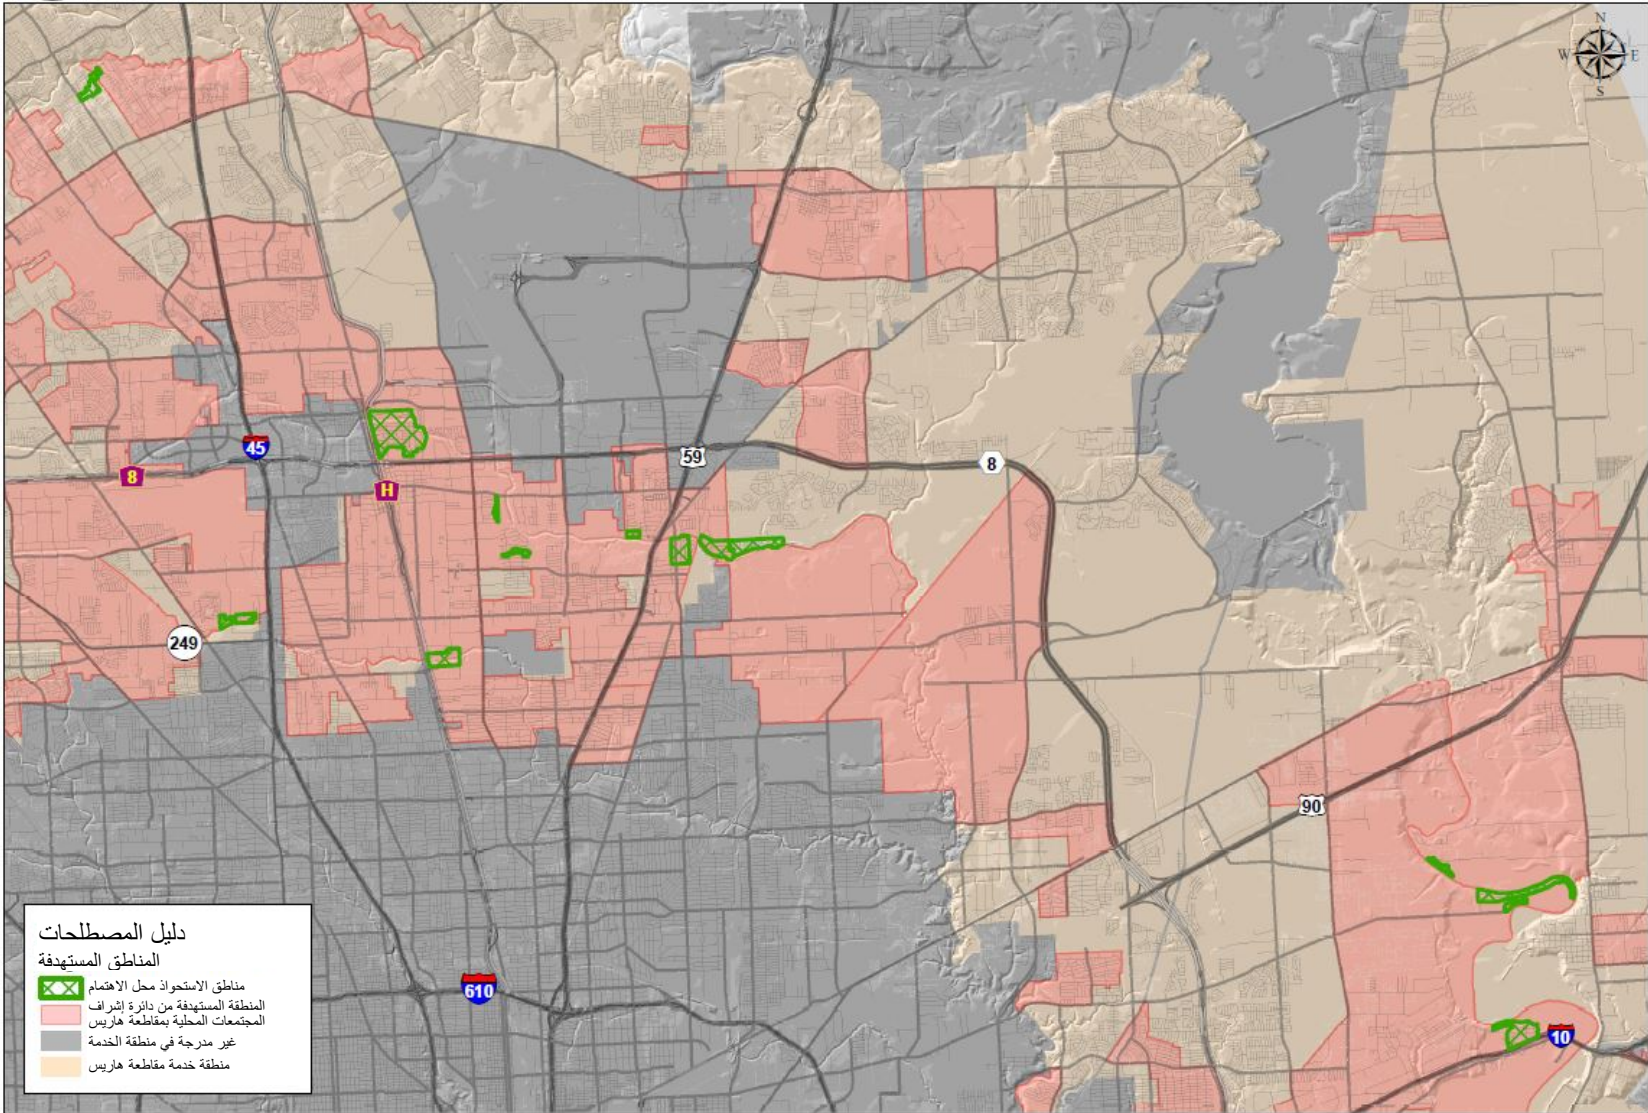 N
W E
S
45
59
8
8
H
249
90
610
10
دليل المصطلحات
المناطق المستهدفة
مناطق الاستحواذ محل الاهتمام
المنطقة المستهدفة من دائرة إشراف
المجتمعات المحلية بمقاطعة هاريس
غير مدرجة في منطقة الخدمة
منطقة خدمة مقاطعة هاريس